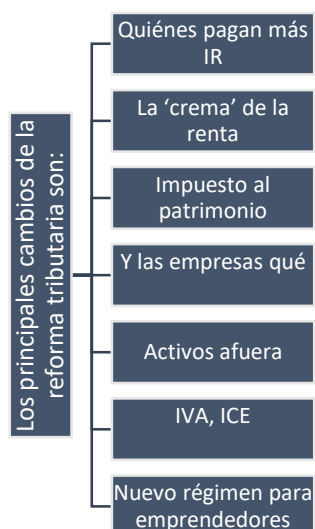 Los principales cambios de la
reforma tributaria son:
Quiénes pagan más
IR
La ‘crema’ de la
renta
Impuesto al
patrimonio
Y las empresas qué
Activos afuera
IVA, ICE
Nuevo régimen para
emprendedores